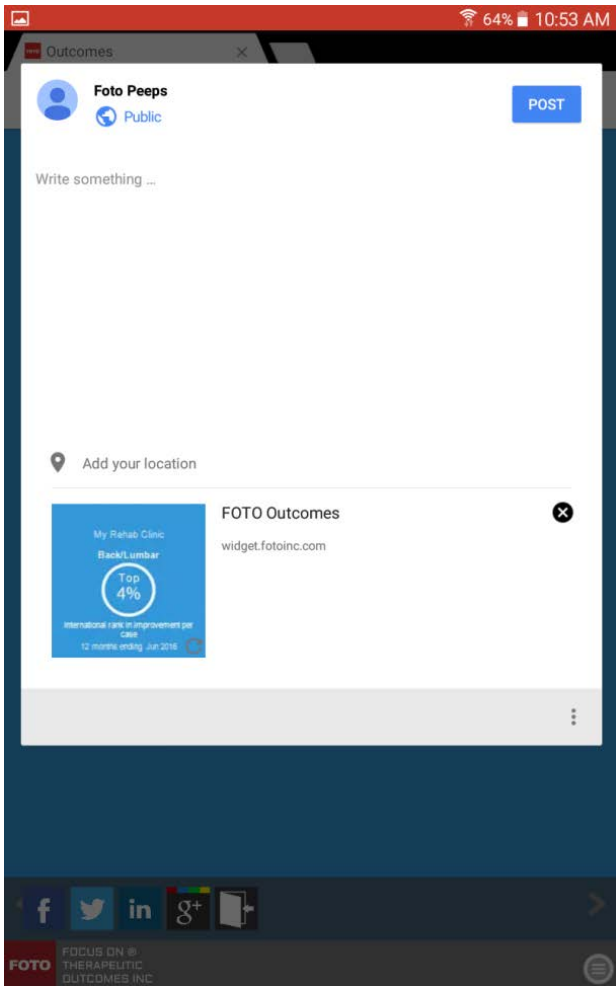 64% 10:53 AM
Outcomes
Foto Peeps
Public
POST
Write something ...
Add your location
FOTO Outcomes
widget.fotoinc.com
My Rehab Clinic
Back/Lumbar
Top
4%
International rank in improvement per
case
12 months ending Jun 2016
f in g+
FOTO
FOCUS ON ®
THERAPEUTIC
OUTCOMES INC